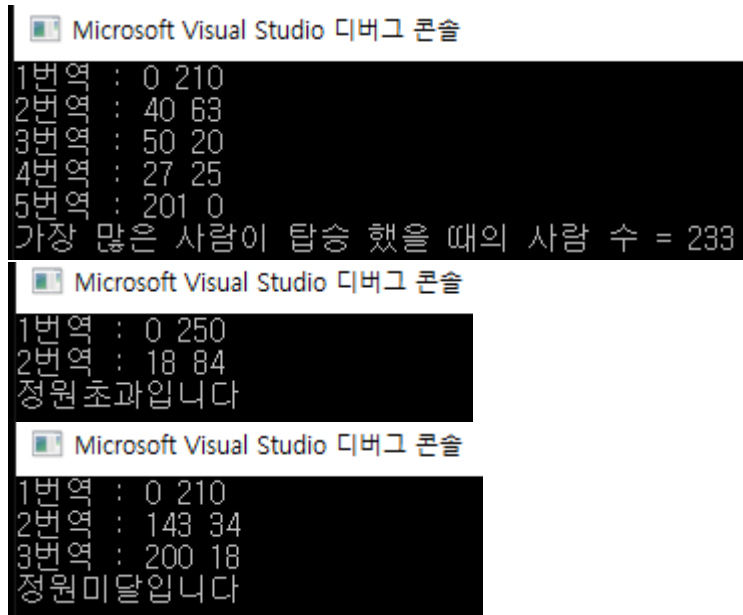 Microsoft Visual Studio 디버그 콘솔
1번역 : 0 210
2번역 : 40 63
3번역 : 50 20
4번역 : 27 25
5번역 : 201 0
가장 많은 사람이 탑승 했을 때의 사람 수 = 233
Microsoft Visual Studio 디버그 콘솔
1번역 : 0 250
2번역 : 18 84
정원초과입니다
Microsoft Visual Studio 디버그 콘솔
1번역 : 0 210
2번역 : 143 34
3번역 : 200 18
정원미달입니다